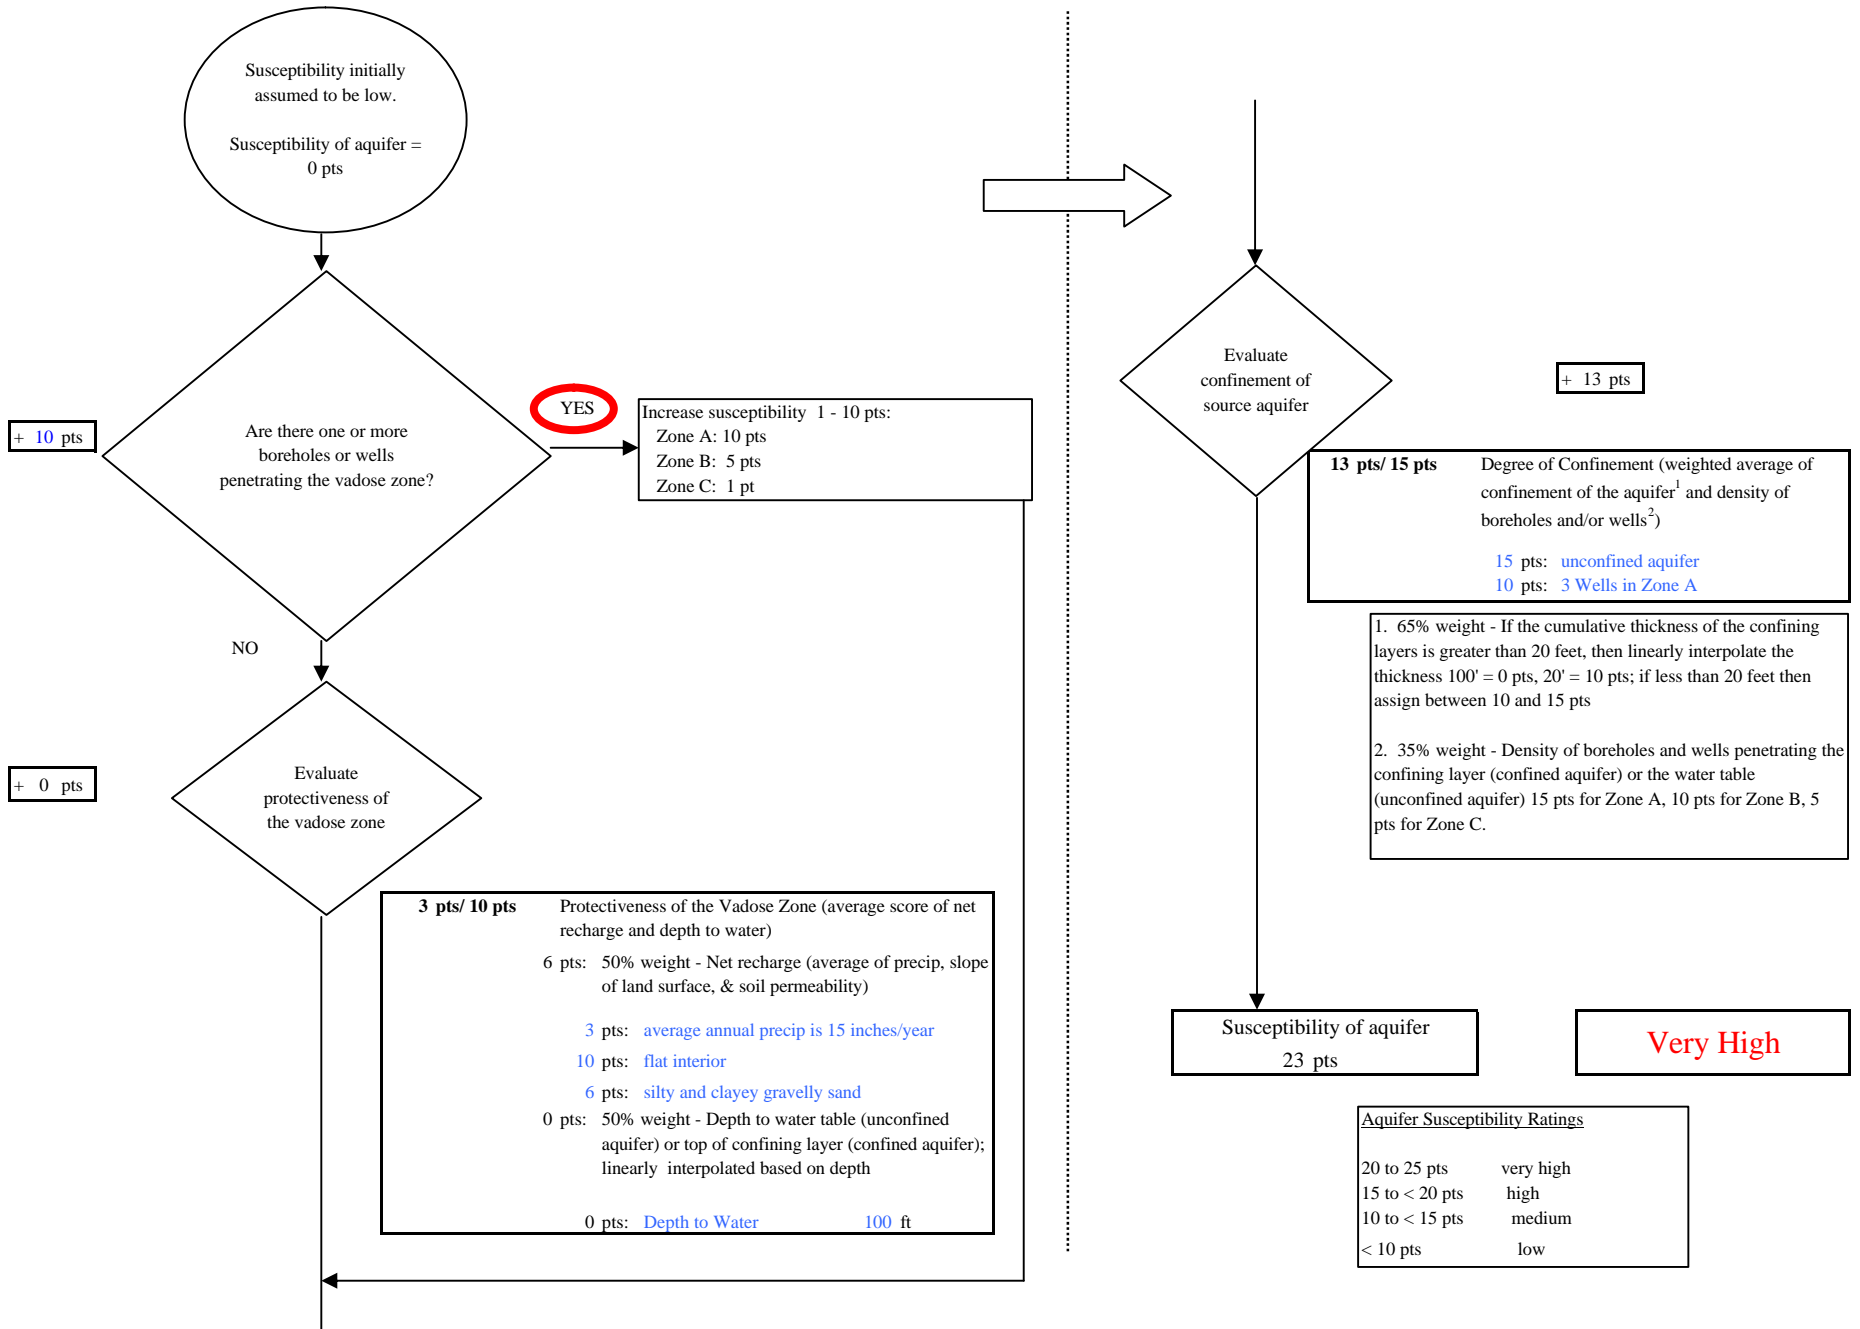 Susceptibility initially
assumed to be low.
Susceptibility of aquifer =
0 pts
+ 10 pts
Are there one or more
boreholes or wells
penetrating the vadose zone?
YES
Increase susceptibility 1 - 10 pts:
Zone A: 10 pts
Zone B: 5 pts
Zone C: 1 pt
NO
+ 0 pts
Evaluate
protectiveness of
the vadose zone
3 pts/ 10 pts Protectiveness of the Vadose Zone (average score of net
recharge and depth to water)
6 pts: 50% weight - Net recharge (average of precip, slope
of land surface, & soil permeability)
3 pts: average annual precip is 15 inches/year
10 pts: flat interior
6 pts: silty and clayey gravelly sand
0 pts: 50% weight - Depth to water table (unconfined
aquifer) or top of confining layer (confined aquifer);
linearly interpolated based on depth
0 pts: Depth to Water 100 ft
Evaluate
confinement of
source aquifer
+ 13 pts
13 pts/ 15 pts Degree of Confinement (weighted average of
confinement of the aquifer1 and density of
boreholes and/or wells2)
15 pts: unconfined aquifer
10 pts: 3 Wells in Zone A
1. 65% weight - If the cumulative thickness of the confining
layers is greater than 20 feet, then linearly interpolate the
thickness 100' = 0 pts, 20' = 10 pts; if less than 20 feet then
assign between 10 and 15 pts
2. 35% weight - Density of boreholes and wells penetrating the
confining layer (confined aquifer) or the water table
(unconfined aquifer) 15 pts for Zone A, 10 pts for Zone B, 5
pts for Zone C.
Susceptibility of aquifer
23 pts
Very High
Aquifer Susceptibility Ratings
20 to 25 pts very high
15 to < 20 pts high
10 to < 15 pts medium
< 10 pts low